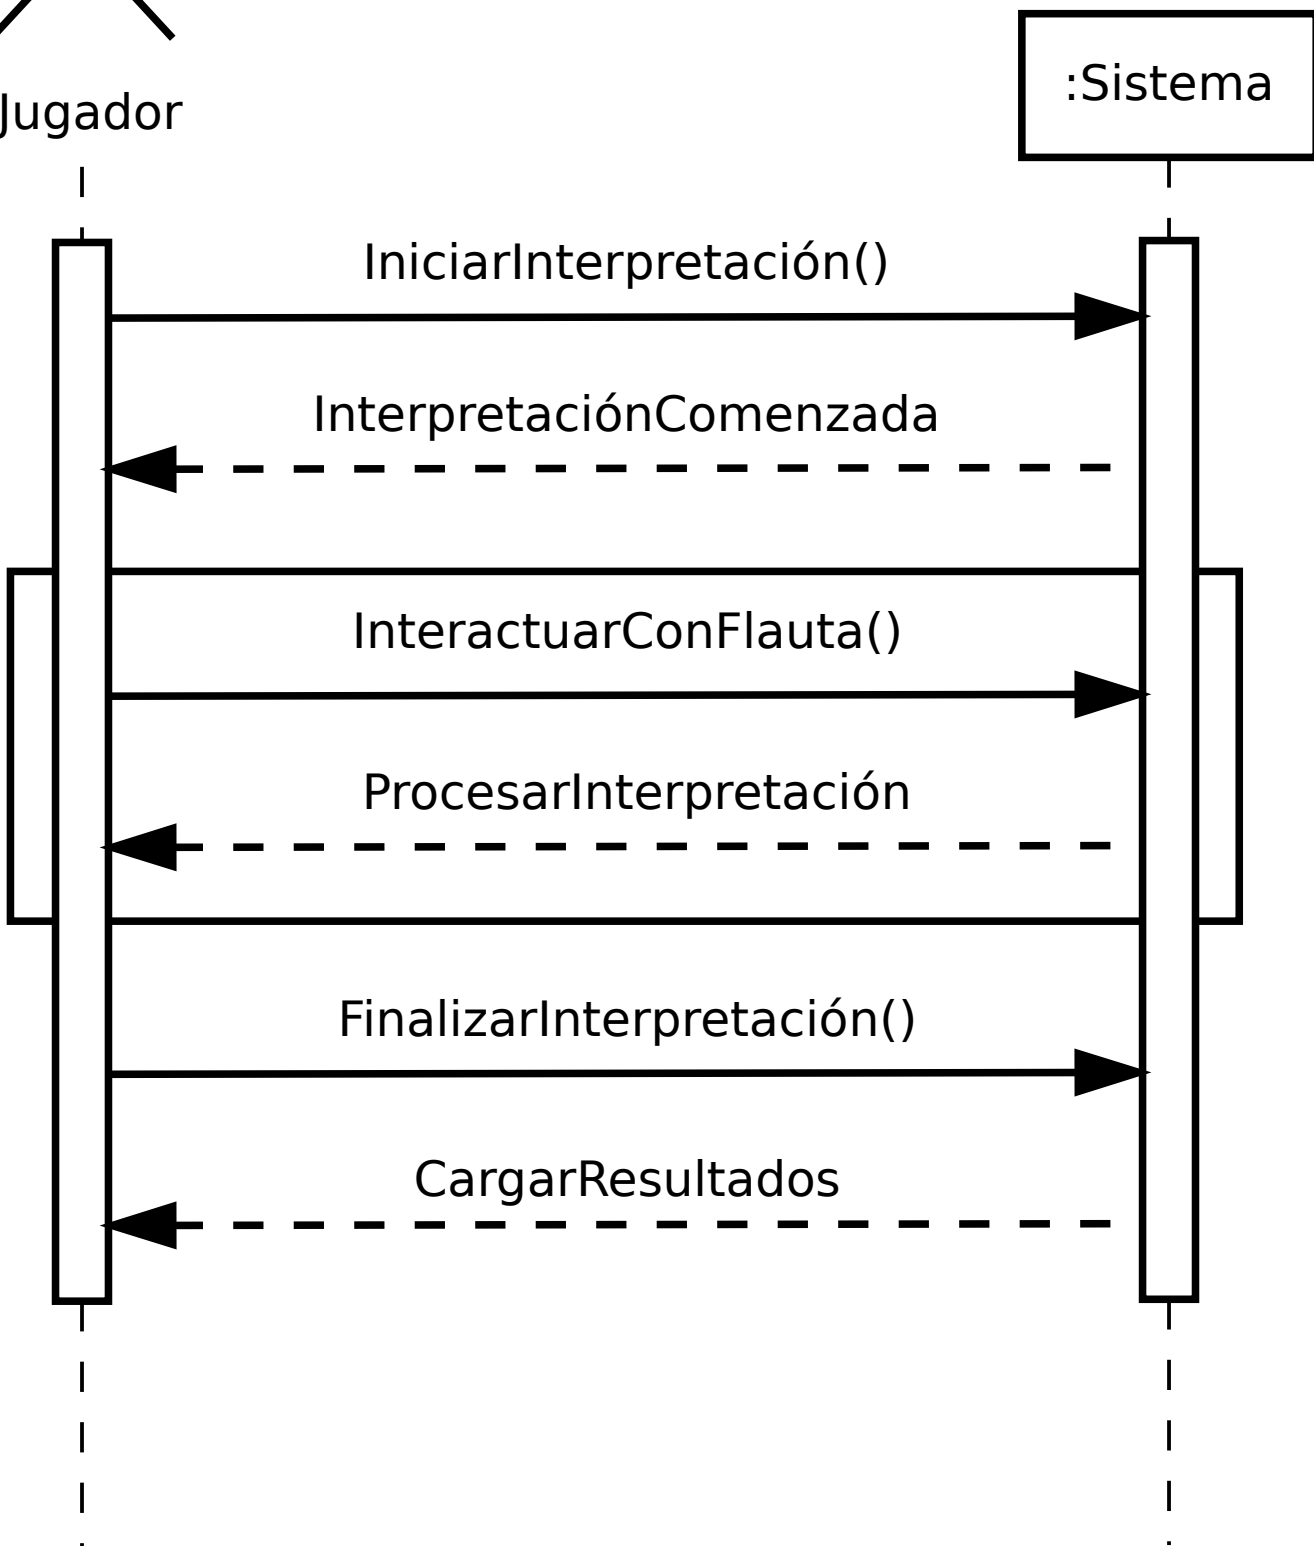 Jugador
:Sistema
IniciarInterpretación()
InterpretaciónComenzada
InteractuarConFlauta()
ProcesarInterpretación
FinalizarInterpretación()
CargarResultados